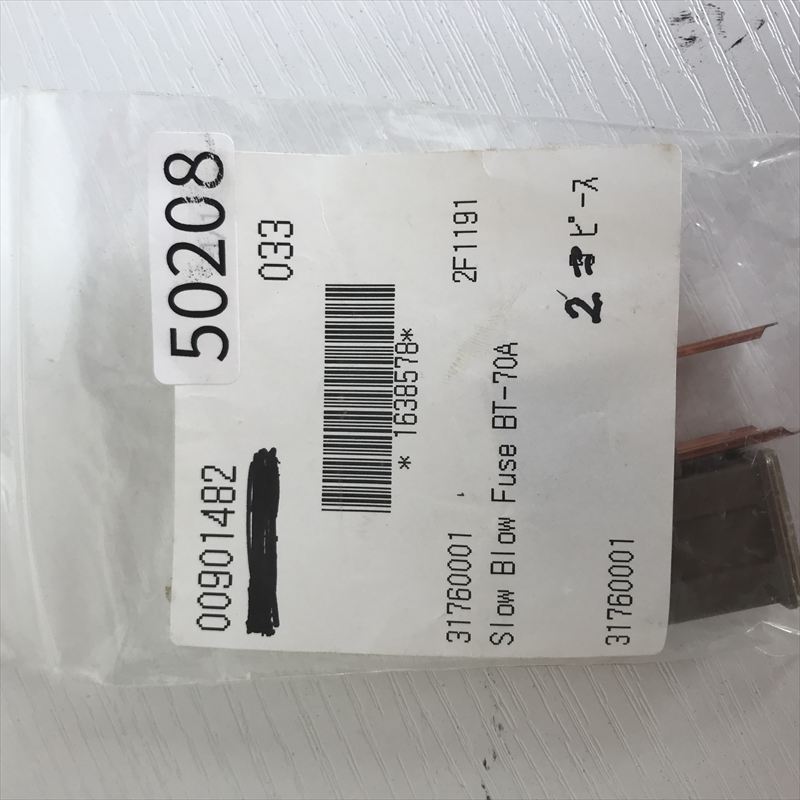 50208
00901482 033
* 1638578*
31760001 2F1191
Slow Blow Fuse BT-70A
2 ピース
31760001